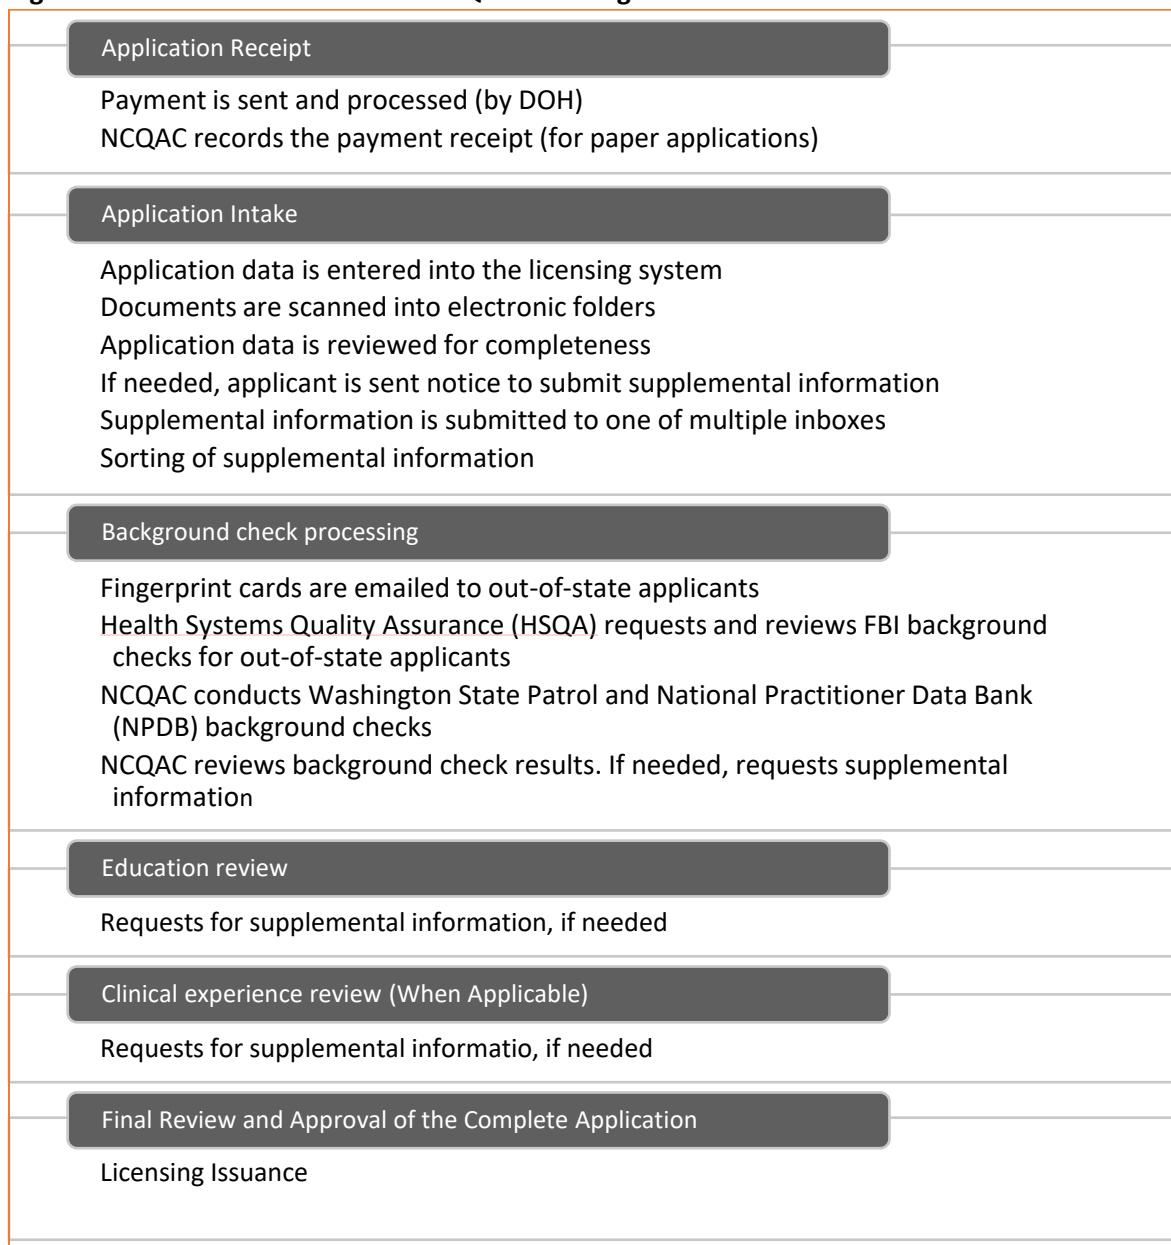 Application Receipt
Payment is sent and processed (by DOH)
NCQAC records the payment receipt (for paper applications)
Application Intake
Application data is entered into the licensing system
Documents are scanned into electronic folders
Application data is reviewed for completeness
If needed, applicant is sent notice to submit supplemental information
Supplemental information is submitted to one of multiple inboxes
Sorting of supplemental information
Background check processing
Fingerprint cards are emailed to out-of-state applicants
Health Systems Quality Assurance (HSQA) requests and reviews FBI background
checks for out-of-state applicants
NCQAC conducts Washington State Patrol and National Practitioner Data Bank
(NPDB) background checks
NCQAC reviews background check results. If needed, requests supplemental
information
Education review
Requests for supplemental information, if needed
Clinical experience review (When Applicable)
Requests for supplemental informatio, if needed
Final Review and Approval of the Complete Application
Licensing Issuance